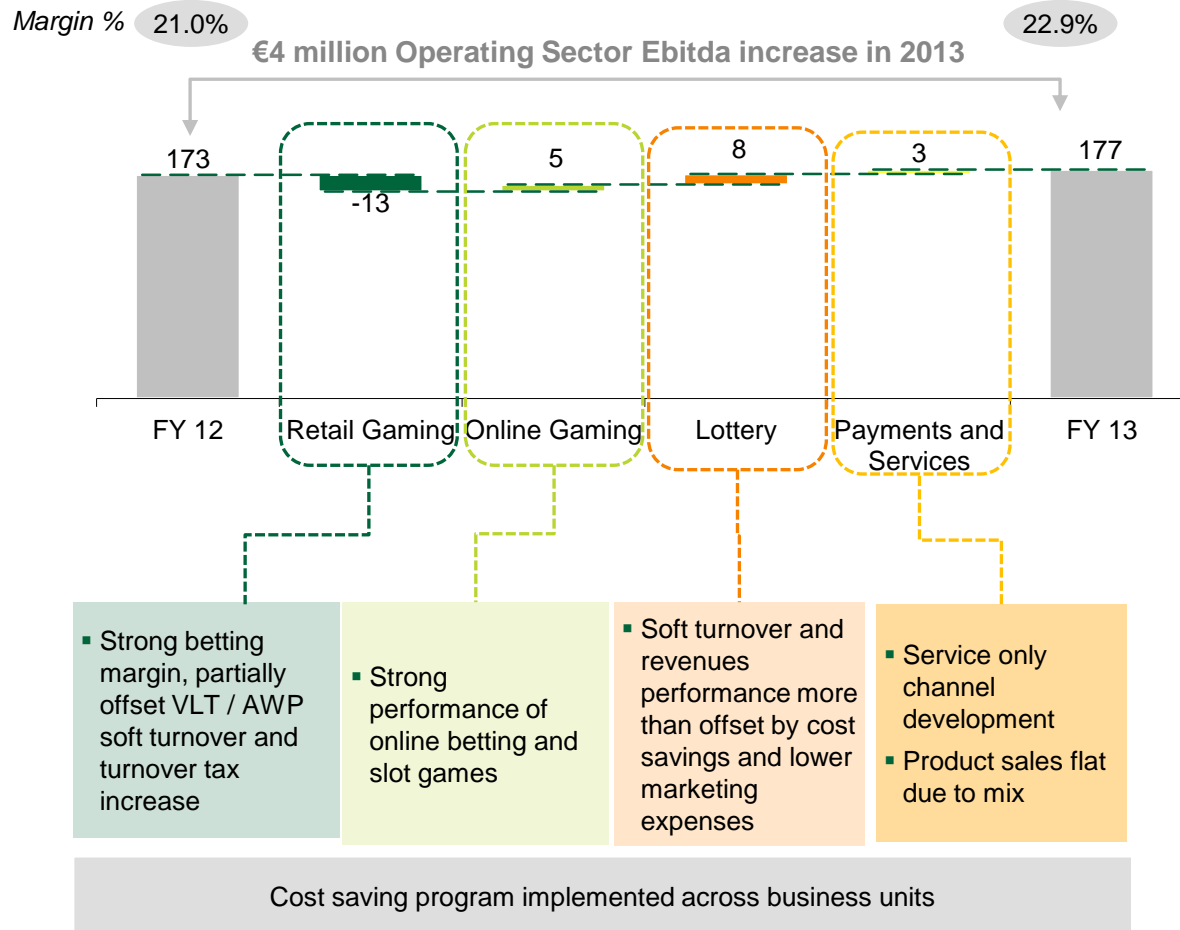 Margin % 21.0% 22.9%
€4 million Operating Sector Ebitda increase in 2013
173 5 8 3 177
-13
FY 12 Retail Gaming Online Gaming Lottery Payments and Services FY 13
▪ Strong betting
margin, partially
offset VLT / AWP
soft turnover and
turnover tax
increase
▪ Strong
performance of
online betting and
slot games
▪ Soft turnover and
revenues
performance more
than offset by cost
savings and lower
marketing
expenses
▪ Service only
channel
development
▪ Product sales flat
due to mix
Cost saving program implemented across business units